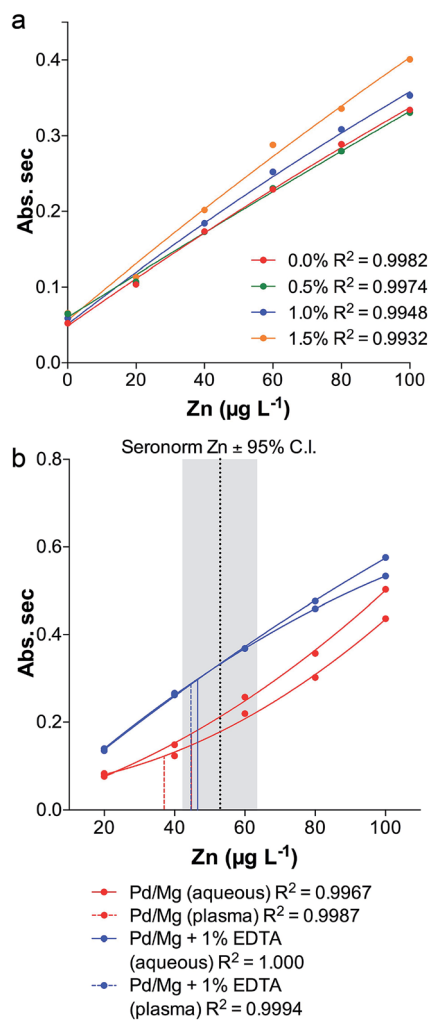 a
0.4
0.3
0.2
0.1
0.0
Abs. sec
0.0% R² = 0.9982
0.5% R² = 0.9974
1.0% R² = 0.9948
1.5% R² = 0.9932
0 20 40 60 80 100
Zn (µg L⁻¹)
b
Seronorm Zn ± 95% C.I.
0.8
0.6
0.4
0.2
0.0
Abs. sec
20 40 60 80 100
Zn (µg L⁻¹)
Pd/Mg (aqueous) R² = 0.9967
Pd/Mg (plasma) R² = 0.9987
Pd/Mg + 1% EDTA
(aqueous) R² = 1.000
Pd/Mg + 1% EDTA
(plasma) R² = 0.9994